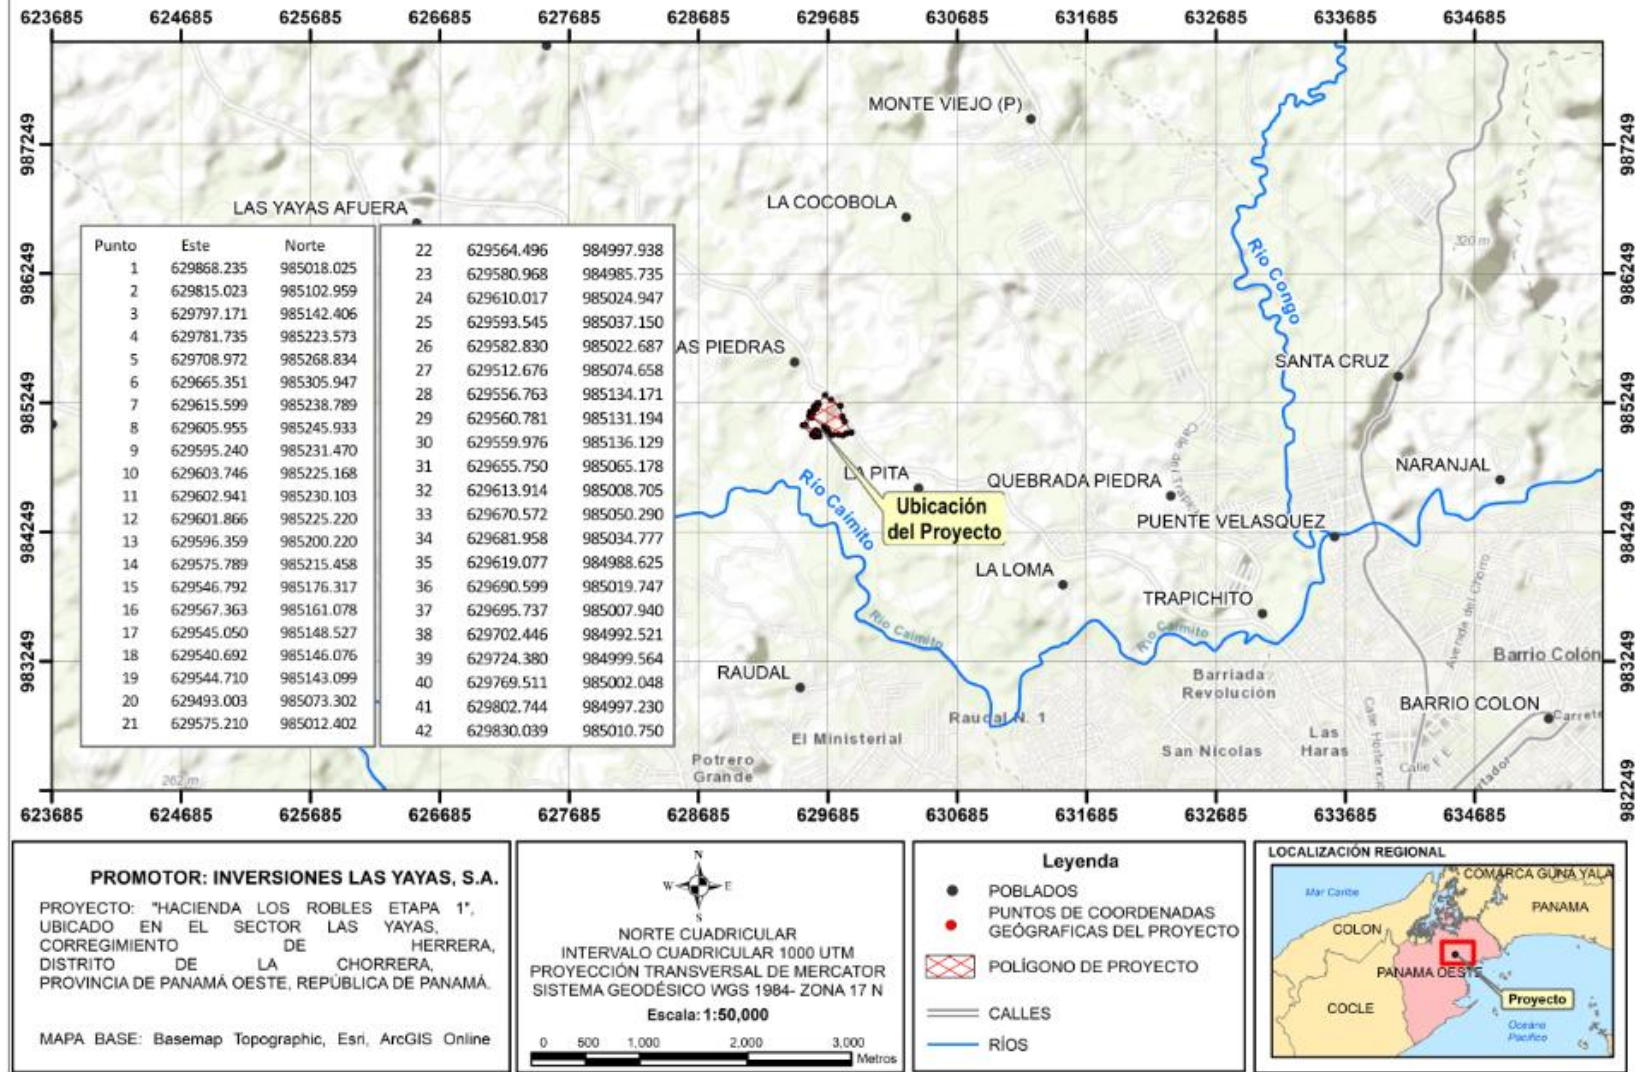 623685 624685 625685 626685 627685 628685 629685 630685 631685 632685 633685 634685
987249
986249
985249
984249
983249
987249
986249
985249
984249
983249
982249
MONTE VIEJO (P)
LAS YAYAS AFUERA
LA COCOBOLA
320 m
Río Congo
AS PIEDRAS
SANTA CRUZ
LA PITA
QUEBRADA PIEDRA
NARANJAL
Río Caimito
Ubicación
del Proyecto
PUENTE VELASQUEZ
LA LOMA
TRAPICHITO
Río Caimito
Río Caimito
Avenida del Chorro
Barrio Colón
RAUDAL
Barriada
Revolución
BARRIO COLON
Carrete
Raudal N. 1
El Ministerial
San Nicolas
Las
Haras
Calle
Potrero
Grande
262 m
Punto Este Norte
1 629868.235 985018.025
2 629815.023 985102.959
3 629797.171 985142.406
4 629781.735 985223.573
5 629708.972 985268.834
6 629665.351 985305.947
7 629615.599 985238.789
8 629605.955 985245.933
9 629595.240 985231.470
10 629603.746 985225.168
11 629602.941 985230.103
12 629601.866 985225.220
13 629596.359 985200.220
14 629575.789 985215.458
15 629546.792 985176.317
16 629567.363 985161.078
17 629545.050 985148.527
18 629540.692 985146.076
19 629544.710 985143.099
20 629493.003 985073.302
21 629575.210 985012.402
22 629564.496 984997.938
23 629580.968 984985.735
24 629610.017 985024.947
25 629593.545 985037.150
26 629582.830 985022.687
27 629512.676 985074.658
28 629556.763 985134.171
29 629560.781 985131.194
30 629559.976 985136.129
31 629655.750 985065.178
32 629613.914 985008.705
33 629670.572 985050.290
34 629681.958 985034.777
35 629619.077 984988.625
36 629690.599 985019.747
37 629695.737 985007.940
38 629702.446 984992.521
39 629724.380 984999.564
40 629769.511 985002.048
41 629802.744 984997.230
42 629830.039 985010.750
623685 624685 625685 626685 627685 628685 629685 630685 631685 632685 633685 634685
PROMOTOR: INVERSIONES LAS YAYAS, S.A.
PROYECTO: "HACIENDA LOS ROBLES ETAPA 1",
UBICADO EN EL SECTOR LAS YAYAS,
CORREGIMIENTO DE HERRERA,
DISTRITO DE LA CHORRERA,
PROVINCIA DE PANAMÁ OESTE, REPÚBLICA DE PANAMÁ.
MAPA BASE: Basemap Topographic, Esri, ArcGIS Online
N
W E
S
NORTE CUADRICULAR
INTERVALO CUADRICULAR 1000 UTM
PROYECCIÓN TRANSVERSAL DE MERCATOR
SISTEMA GEODÉSICO WGS 1984- ZONA 17 N
Escala: 1:50,000
0 500 1,000 2,000 3,000
Metros
Leyenda
POBLADOS
PUNTOS DE COORDENADAS
GEÓGRAFICAS DEL PROYECTO
POLÍGONO DE PROYECTO
CALLES
RÍOS
LOCALIZACIÓN REGIONAL
Mar Caribe
COMARCA GUNA YALA
PANAMA
COLON
PANAMA OESTE
COCLE
Proyecto
Océano
Pacífico